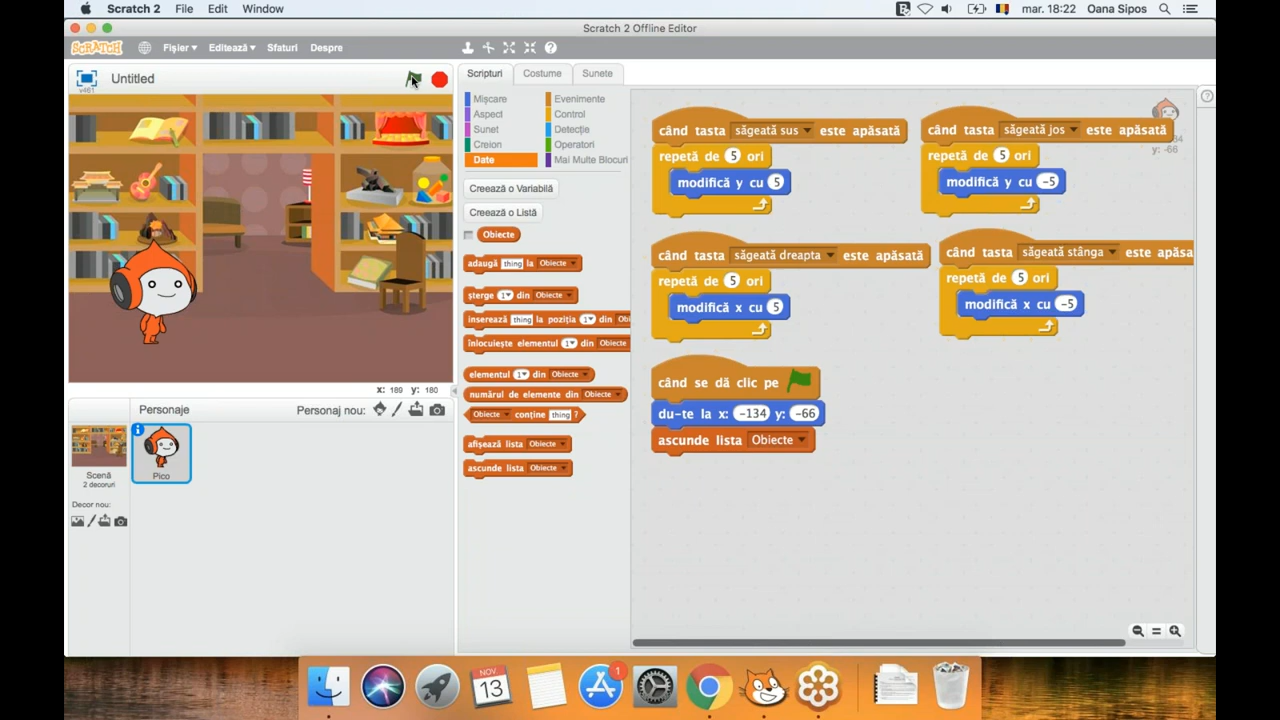 Scratch 2 File Edit Window mar. 18:22 Oana Sipos
Scratch 2 Offline Editor
SCRATCH Fișier Editează Sfaturi Despre
Untitled
v461
Scripturi Costume Sunete
Mișcare Evenimente
Aspect Control
Sunet Detecție
Creion Operatori
Date Mai Multe Blocuri
Creează o Variabilă
Creează o Listă
Obiecte
adaugă thing la Obiecte
șterge 1 din Obiecte
inserează thing la poziția 1 din Obi
înlocuiește elementul 1 din Obiecte
elementul 1 din Obiecte
numărul de elemente din Obiecte
Obiecte conține thing ?
afișează lista Obiecte
ascunde lista Obiecte
când tasta săgeată sus este apăsată
repetă de 5 ori
modifică y cu 5
când tasta săgeată jos este apăsată
repetă de 5 ori
modifică y cu -5
y: -66
când tasta săgeată dreapta este apăsată
repetă de 5 ori
modifică x cu 5
când tasta săgeată stânga este apăsa
repetă de 5 ori
modifică x cu -5
când se dă clic pe
du-te la x: -134 y: -66
ascunde lista Obiecte
x: 189 y: 180
Personaje Personaj nou:
Scenă
2 decoruri
Decor nou:
Pico
NOV
13
1